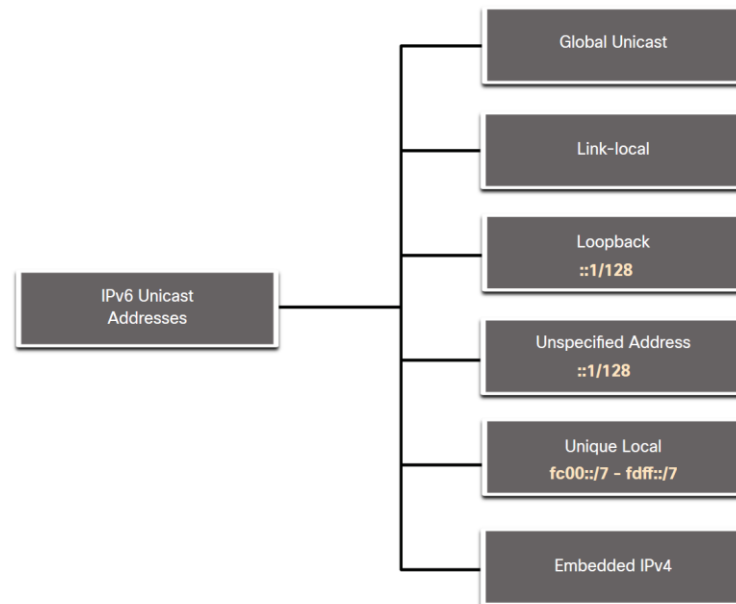 Global Unicast
Link-local
Loopback
::1/128
IPv6 Unicast
Addresses
Unspecified Address
::1/128
Unique Local
fc00::/7 - fdff::/7
Embedded IPv4